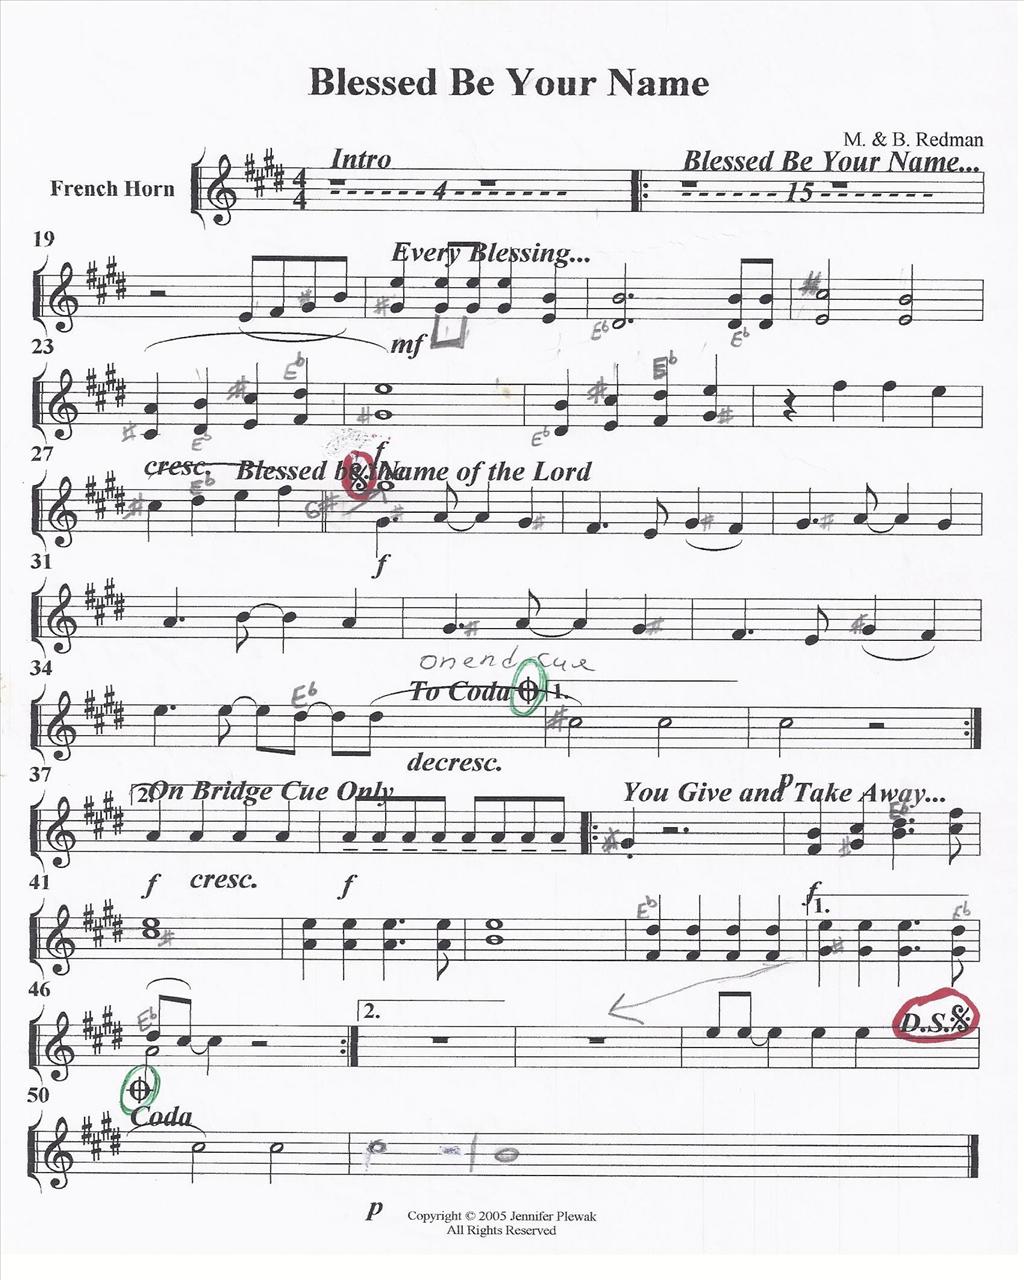 Blessed Be Your Name
M. & B. Redman
Intro
Blessed Be Your Name...
French Horn
4
4
4
15
19
Every Blessing...
mf
E♭
E♭
23
E♭
E♭
E♭
E♭
27
cresc.
f
Blessed be the Name of the Lord
E♭
G#
f
31
34
on end cue
To Coda
1.
E♭
decresc.
p
37
2.
On Bridge Cue Only
You Give and Take Away...
E♭
f
cresc.
f
f
41
E♭
1.
E♭
46
E♭
2.
D.S.
50
Coda
p
Copyright © 2005 Jennifer Plewak
All Rights Reserved